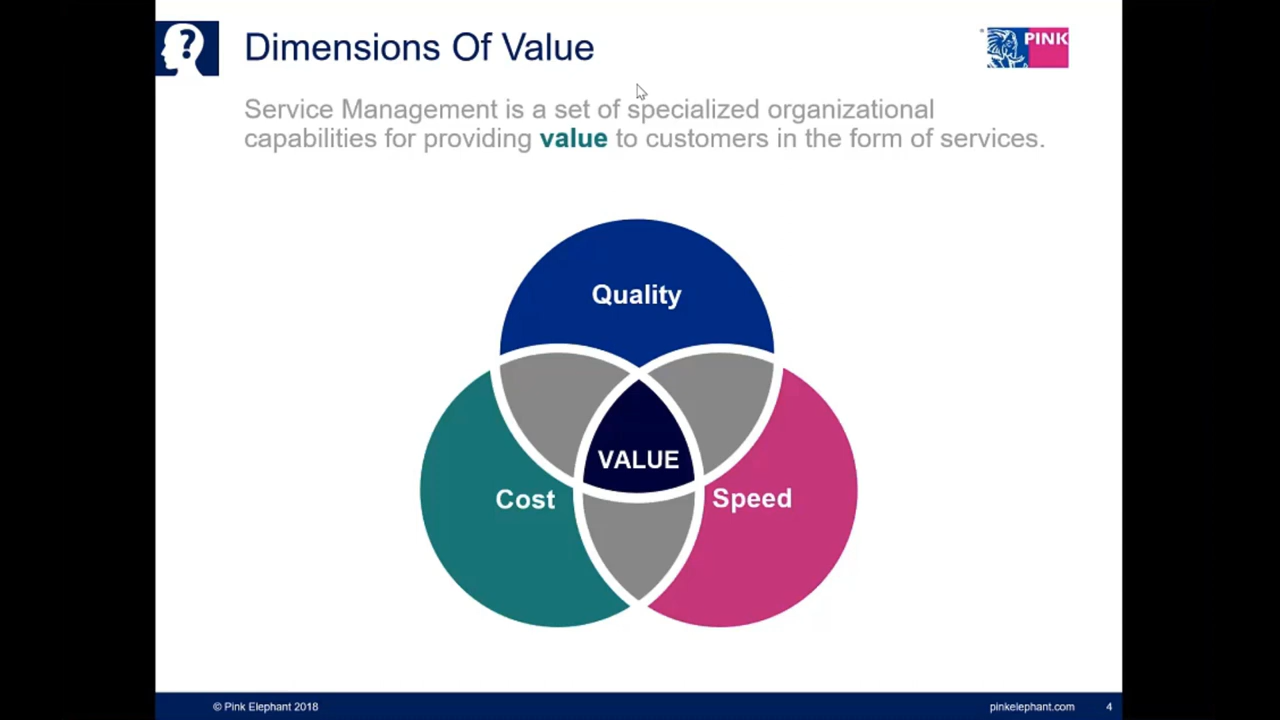 ?
Dimensions Of Value
PINK
Service Management is a set of specialized organizational
capabilities for providing value to customers in the form of services.
Quality
VALUE
Cost
Speed
© Pink Elephant 2018
pinkelephant.com
4